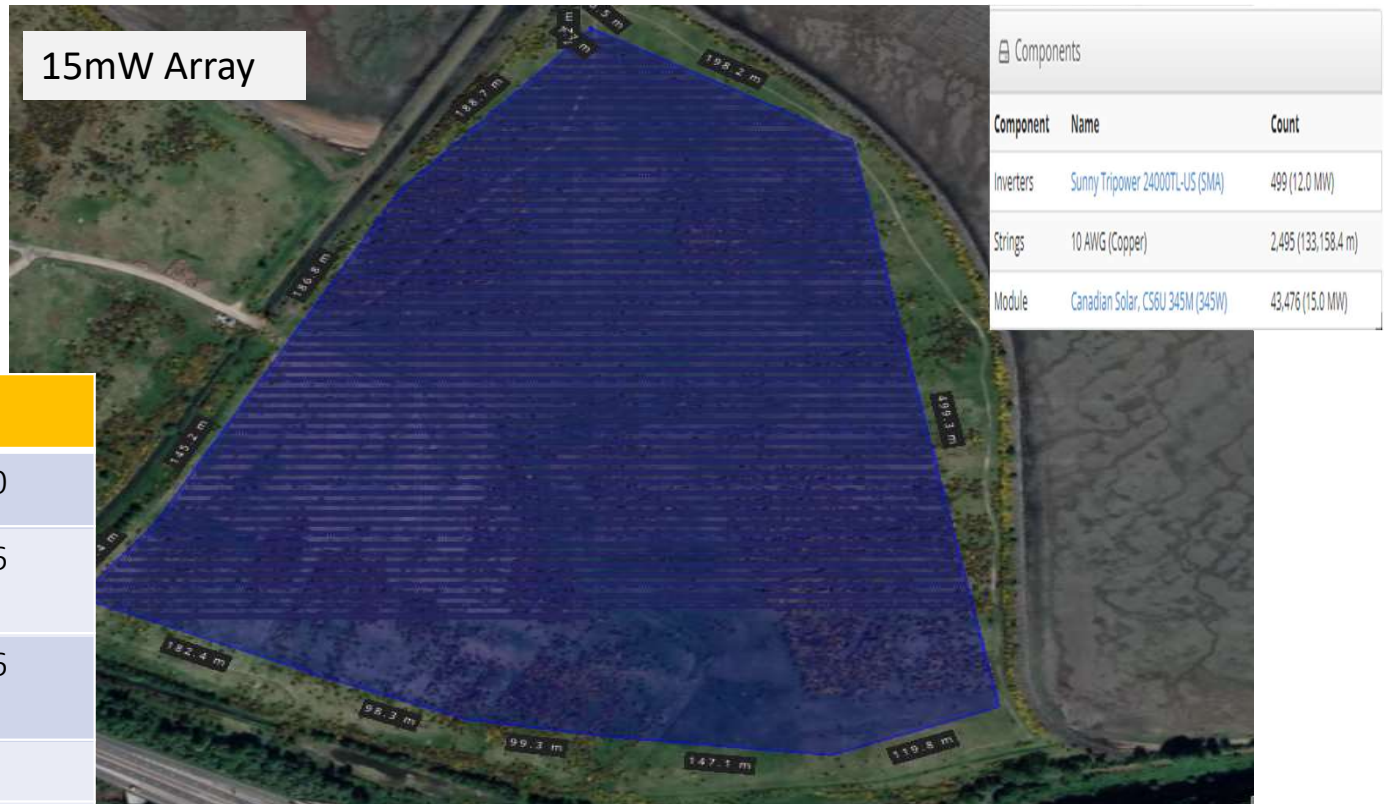 15mW Array
Components
Component Name Count
Inverters Sunny Tripower 24000TL-US (SMA) 499 (12.0 MW)
Strings 10 AWG (Copper) 2,495 (133,158.4 m)
Module Canadian Solar, CS6U 345M (345W) 43,476 (15.0 MW)
198.2 m
188.7 m
186.8 m
499.3 m
145.2 m
182.4 m
98.3 m
99.3 m
147.1 m
119.8 m